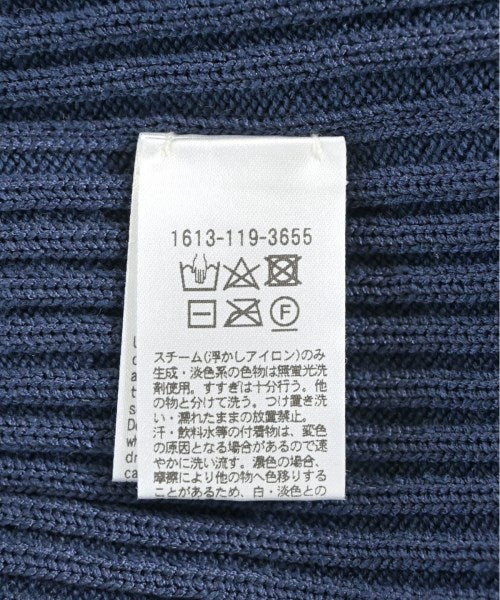 1613-119-3655
F
スチーム(浮かしアイロン)のみ
生成・淡色系の色物は無蛍光洗
剤使用。すすぎは十分行う。他
の物と分けて洗う。つけ置き洗
い・濡れたままの放置禁止。
汗・飲料水等の付着物は、変色
の原因となる場合があるので速
やかに洗い流す。濃色の場合、
摩擦により他の物へ色移りする
ことがあるため、白・淡色との